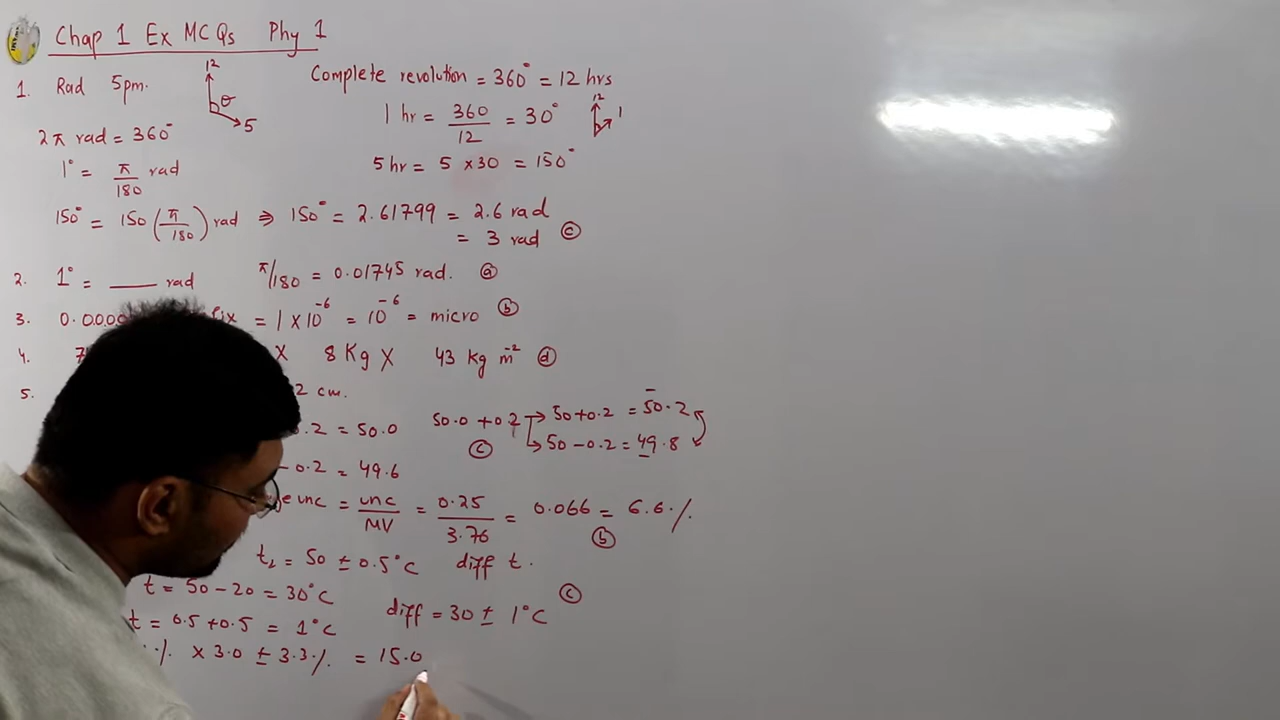 Chap 1 Ex MCQs Phy 1
1. Rad 5pm. 12 θ 5
Complete revolution = 360° = 12 hrs
1 hr = 360/12 = 30° 12 1
5 hr = 5 × 30 = 150°
2π rad = 360°
1° = π/180 rad
150° = 150 (π/180) rad ⇒ 150° = 2.61799 = 2.6 rad
= 3 rad ⓒ
2. 1° = ___ rad π/180 = 0.01745 rad. ⓐ
3. 0.0000 = 1 × 10⁻⁶ = 10⁻⁶ = micro ⓑ
4. X 8 Kg X 43 kg m⁻² ⓓ
5. 2 cm.
.2 = 50.0
- 0.2 = 49.6
50.0 + 0.2 → 50+0.2 = 50.2
→ 50-0.2 = 49.8
ⓒ
e unc = unc/MV = 0.25/3.76 = 0.066 = 6.6%
ⓑ
t₂ = 50 ± 0.5°C diff t.
t = 50 - 20 = 30°C
t = 0.5 + 0.5 = 1°C
diff = 30 ± 1°C ⓒ
% × 3.0 ± 3.3% = 15.0